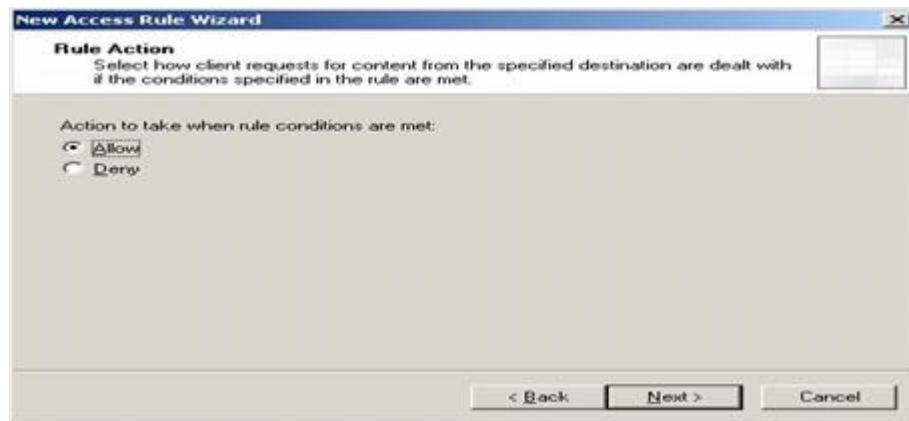 New Access Rule Wizard
Rule Action
Select how client requests for content from the specified destination are dealt with
if the conditions specified in the rule are met.
Action to take when rule conditions are met:
Allow
Deny
< Back
Next >
Cancel